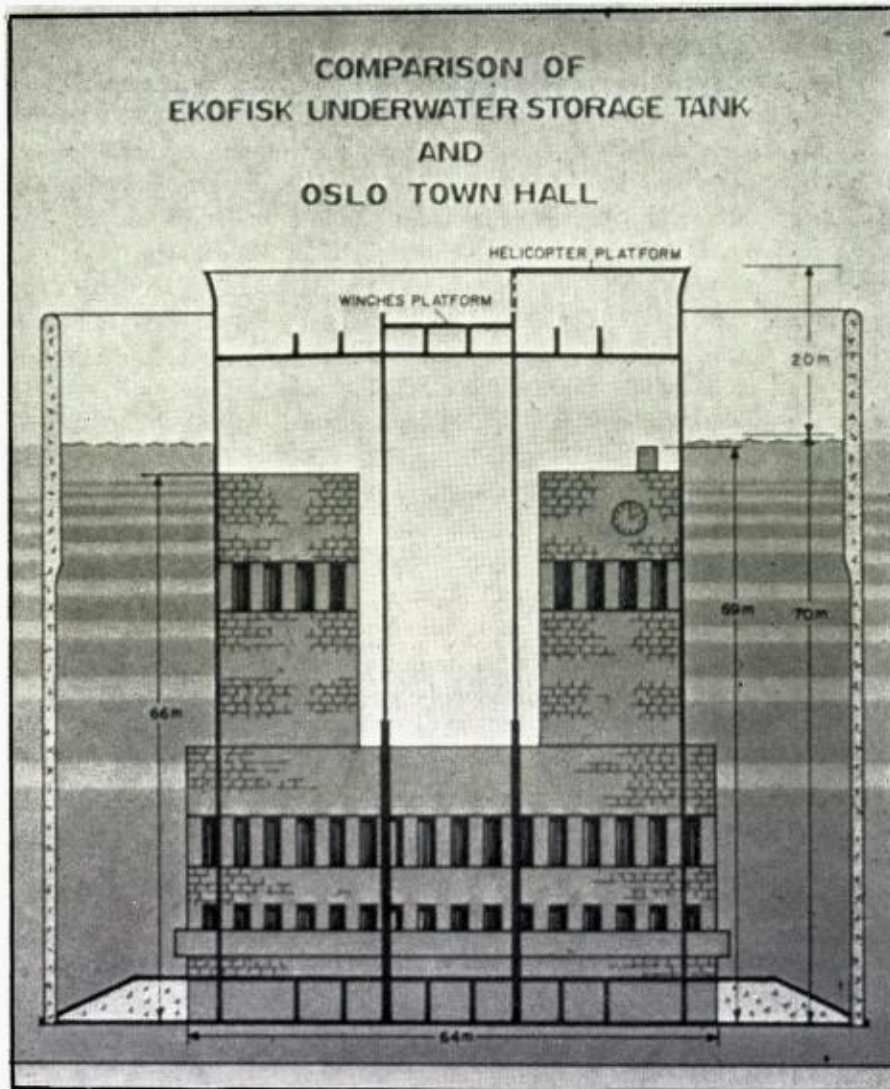 COMPARISON OF
EKOFISK UNDERWATER STORAGE TANK
AND
OSLO TOWN HALL
HELICOPTER PLATFORM
WINCHES PLATFORM
20m
69m
70m
66m
64m